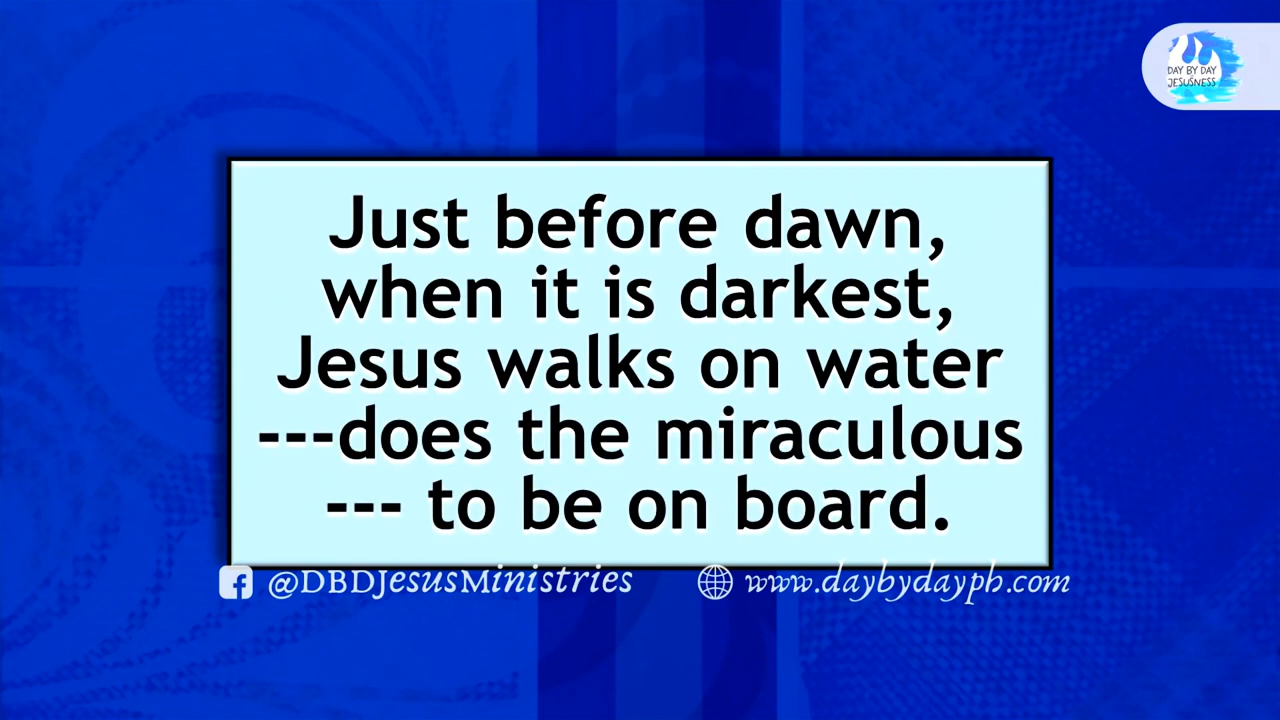 DAY BY DAY
JESUSNESS
Just before dawn,
when it is darkest,
Jesus walks on water
---does the miraculous
--- to be on board.
@DBDJesusMinistries
www.daybydayph.com